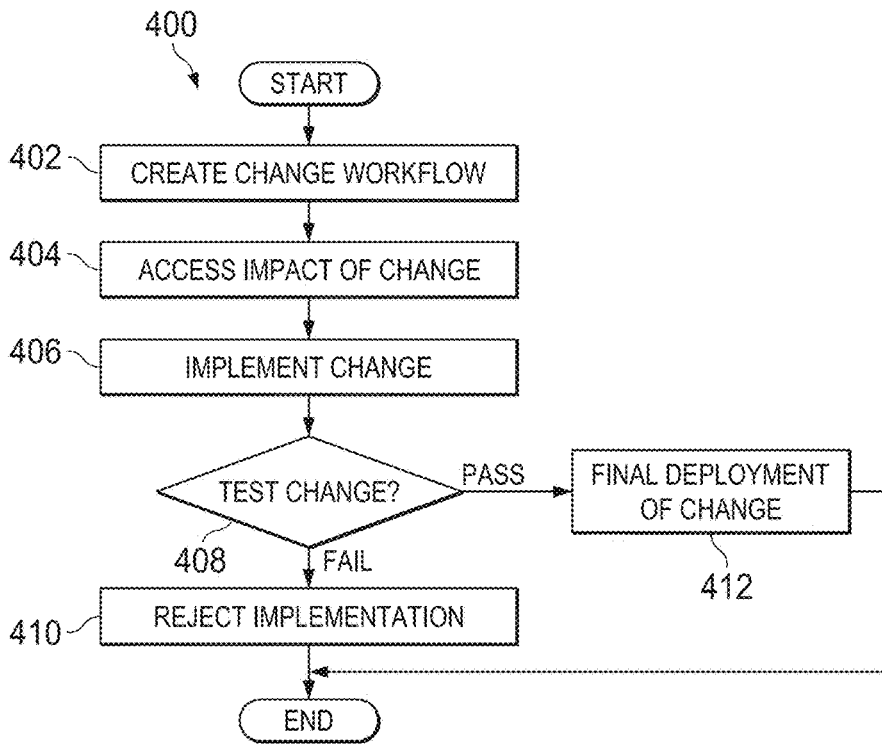 400
START
402
CREATE CHANGE WORKFLOW
404
ACCESS IMPACT OF CHANGE
406
IMPLEMENT CHANGE
TEST CHANGE?
408
PASS
FINAL DEPLOYMENT
OF CHANGE
412
FAIL
410
REJECT IMPLEMENTATION
END